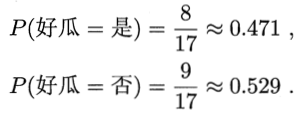 P(好瓜 = 是) = 8/17 ≈ 0.471 ,
P(好瓜 = 否) = 9/17 ≈ 0.529 .